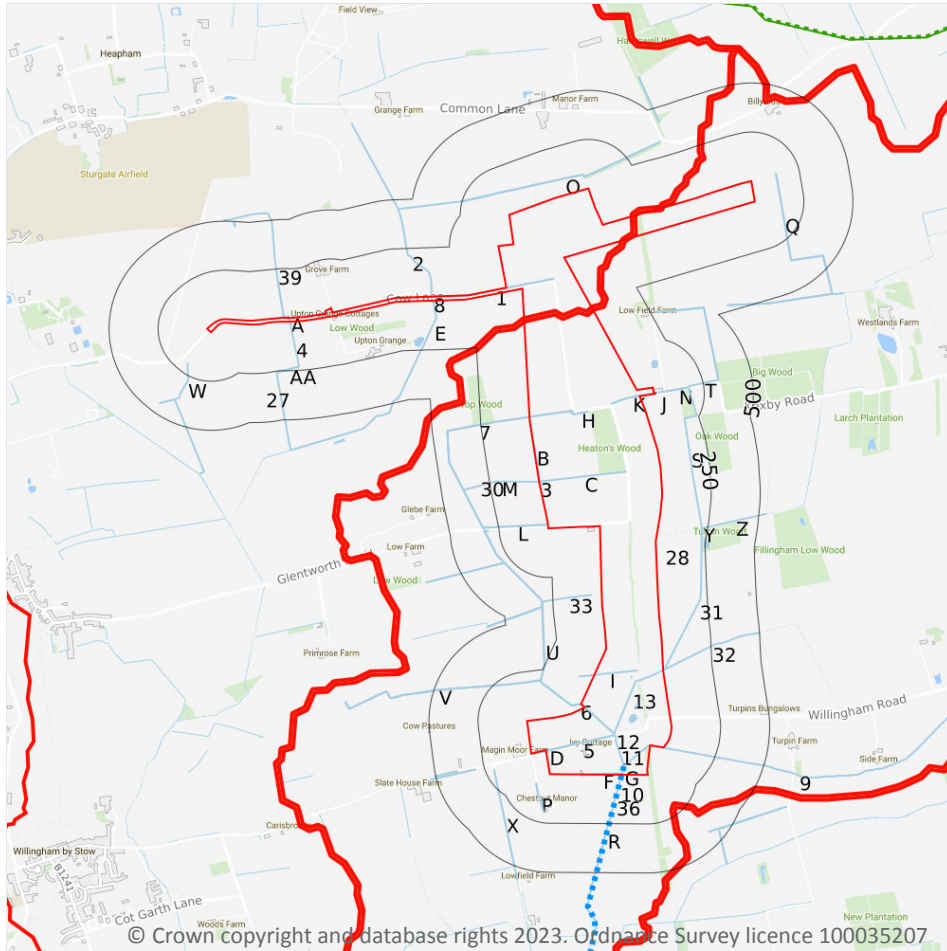 Field View
Heapham
Harpswell Wood
Grange Farm
Common Lane
Manor Farm
Billy
Sturgate Airfield
O
Q
2
39
Grove Farm
Cow Lane
1
8
Upton Grange Cottages
A
Low Wood
E
Upton Grange
Low Field Farm
Westlands Farm
4
AA
W
27
Big Wood
T
N
K
J
500
Yexby Road
Top Wood
H
Larch Plantation
7
Oak Wood
Heaton's Wood
B
S
250
30
M
3
C
Glebe Farm
L
Z
Turpin Wood
Y
Low Farm
Fillingham Low Wood
Glentworth Road
28
Low Wood
33
31
Primrose Farm
U
32
I
V
13
Willingham Road
Turpins Bungalows
6
Cow Pastures
Ivy Cottage
12
Turpin Farm
Magin Moor Farm
5
D
11
Side Farm
G
Slate House Farm
F
9
10
Chestnut Manor
P
36
Carisbrooke
X
R
Willingham by Stow
B1241
Lowfield Farm
Cot Garth Lane
Woods Farm
New Plantation
© Crown copyright and database rights 2023. Ordnance Survey licence 100035207.